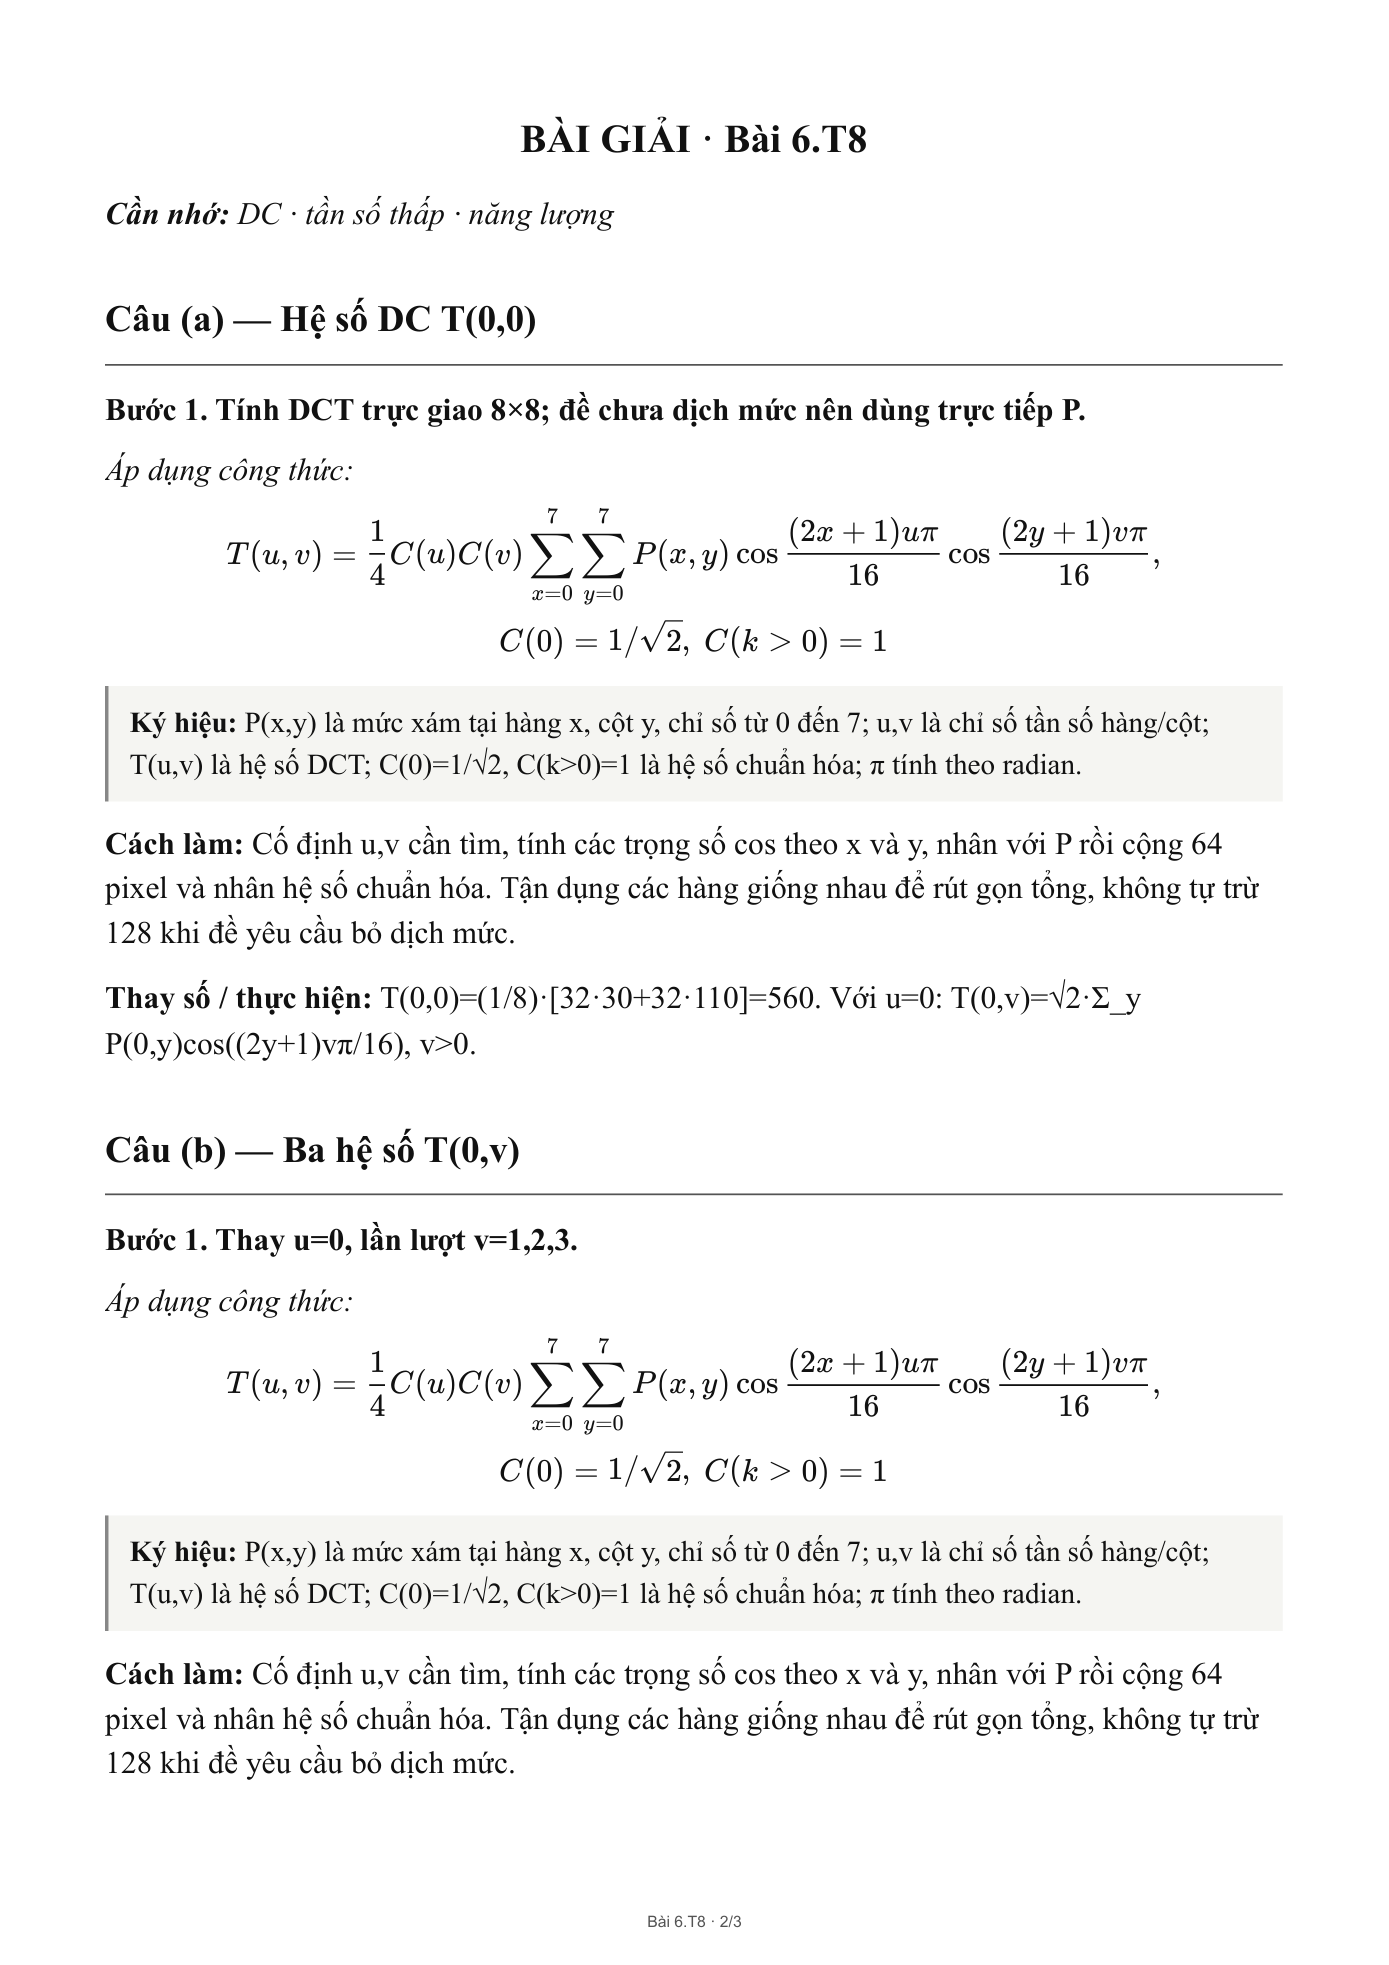 BÀI GIẢI · Bài 6.T8
Cần nhớ: DC · tần số thấp · năng lượng
Câu (a) — Hệ số DC T(0,0)
Bước 1. Tính DCT trực giao 8×8; đề chưa dịch mức nên dùng trực tiếp P.
Áp dụng công thức:
T(u, v) = \frac{1}{4} C(u)C(v) \sum_{x=0}^{7} \sum_{y=0}^{7} P(x, y) cos \frac{(2x + 1)uπ}{16} cos \frac{(2y + 1)vπ}{16},
C(0) = 1/√2, C(k > 0) = 1
Ký hiệu: P(x,y) là mức xám tại hàng x, cột y, chỉ số từ 0 đến 7; u,v là chỉ số tần số hàng/cột;
T(u,v) là hệ số DCT; C(0)=1/√2, C(k>0)=1 là hệ số chuẩn hóa; π tính theo radian.
Cách làm: Cố định u,v cần tìm, tính các trọng số cos theo x và y, nhân với P rồi cộng 64
pixel và nhân hệ số chuẩn hóa. Tận dụng các hàng giống nhau để rút gọn tổng, không tự trừ
128 khi đề yêu cầu bỏ dịch mức.
Thay số / thực hiện: T(0,0)=(1/8)·[32·30+32·110]=560. Với u=0: T(0,v)=√2·Σ_y
P(0,y)cos((2y+1)vπ/16), v>0.
Câu (b) — Ba hệ số T(0,v)
Bước 1. Thay u=0, lần lượt v=1,2,3.
Áp dụng công thức:
T(u, v) = \frac{1}{4} C(u)C(v) \sum_{x=0}^{7} \sum_{y=0}^{7} P(x, y) cos \frac{(2x + 1)uπ}{16} cos \frac{(2y + 1)vπ}{16},
C(0) = 1/√2, C(k > 0) = 1
Ký hiệu: P(x,y) là mức xám tại hàng x, cột y, chỉ số từ 0 đến 7; u,v là chỉ số tần số hàng/cột;
T(u,v) là hệ số DCT; C(0)=1/√2, C(k>0)=1 là hệ số chuẩn hóa; π tính theo radian.
Cách làm: Cố định u,v cần tìm, tính các trọng số cos theo x và y, nhân với P rồi cộng 64
pixel và nhân hệ số chuẩn hóa. Tận dụng các hàng giống nhau để rút gọn tổng, không tự trừ
128 khi đề yêu cầu bỏ dịch mức.
Bài 6.T8 · 2/3